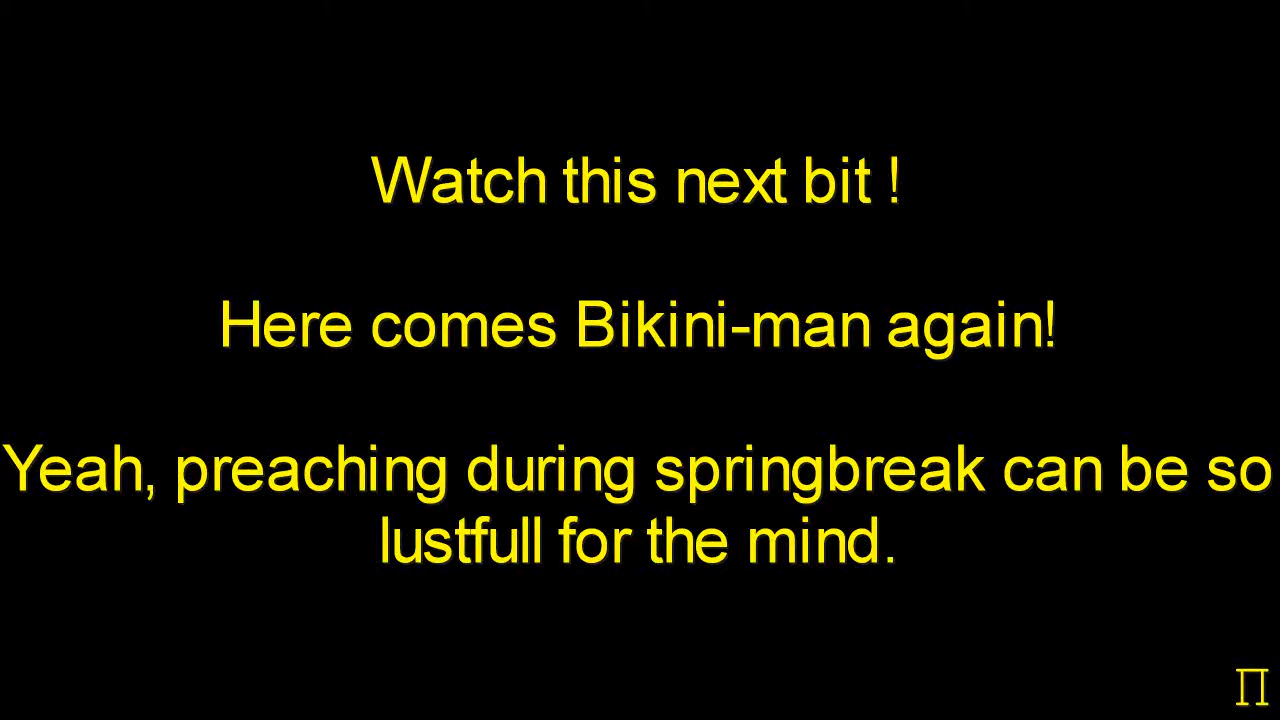 Watch this next bit !
Here comes Bikini-man again!
Yeah, preaching during springbreak can be so
lustfull for the mind.
∏